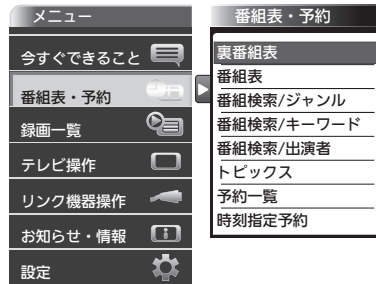 メニュー
今すぐできること
番組表・予約
録画一覧
テレビ操作
リンク機器操作
お知らせ・情報
設定
番組表・予約
裏番組表
番組表
番組検索/ジャンル
番組検索/キーワード
番組検索/出演者
トピックス
予約一覧
時刻指定予約